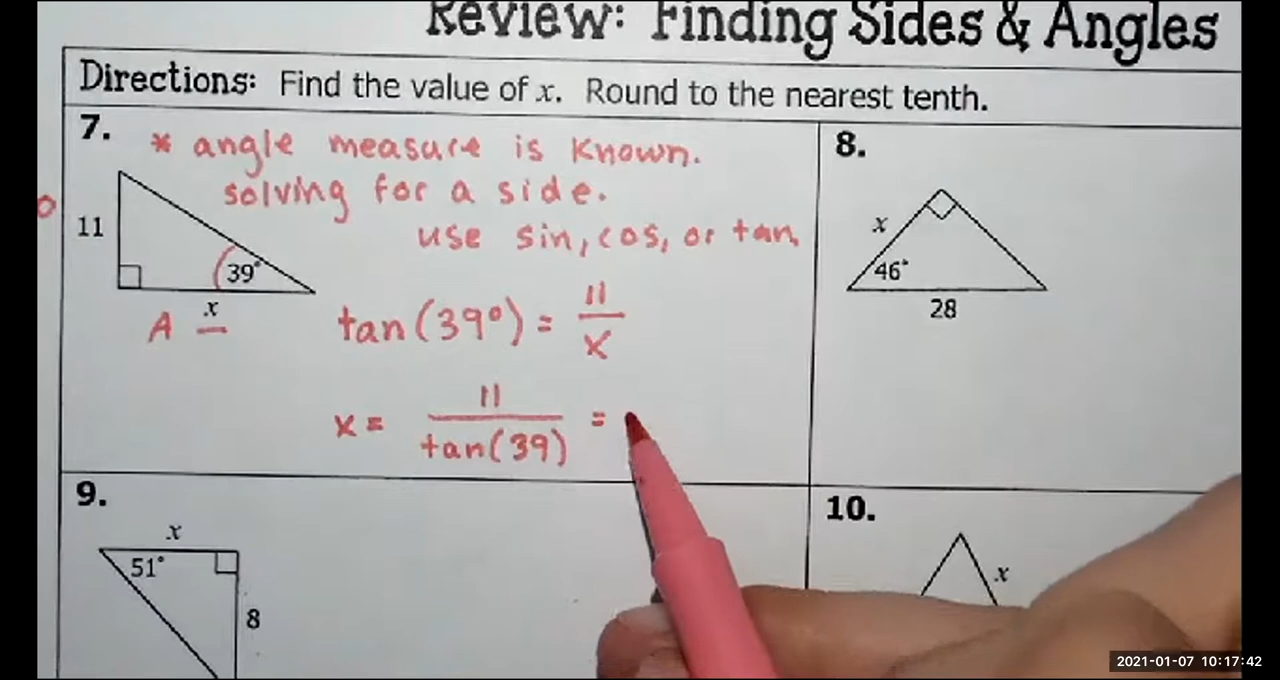 Review: Finding Sides & Angles
Directions: Find the value of x. Round to the nearest tenth.
7.
* angle measure is known.
solving for a side.
use sin, cos, or tan,
O
11
39°
x
A
tan(39°) = 11/x
x = 11/tan(39) =
8.
x
46°
28
9.
x
51°
8
10.
x
2021-01-07 10:17:42